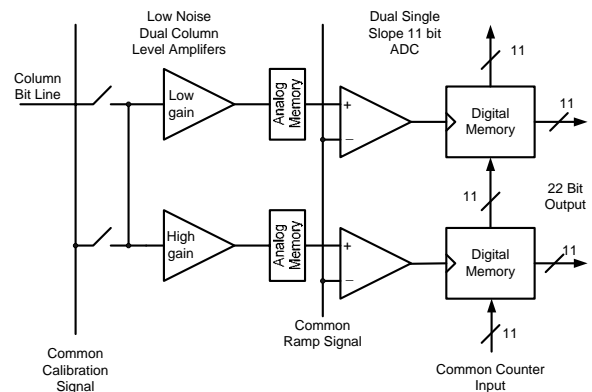 Low Noise
Dual Column
Level Amplifers
Dual Single
Slope 11 bit
ADC
11
Column
Bit Line
Low
gain
Analog
Memory
+
−
Digital
Memory
11
11
22 Bit
Output
High
gain
Analog
Memory
+
−
Digital
Memory
11
11
Common
Calibration
Signal
Common
Ramp Signal
Common Counter
Input